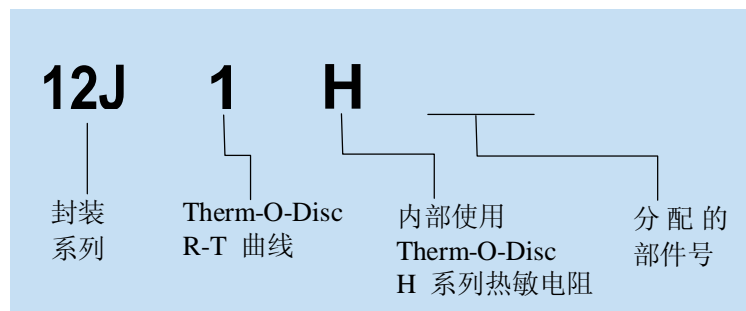 12J 1 H
封装
系列
Therm-O-Disc
R-T 曲线
内部使用
Therm-O-Disc
H 系列热敏电阻
分 配 的
部件号